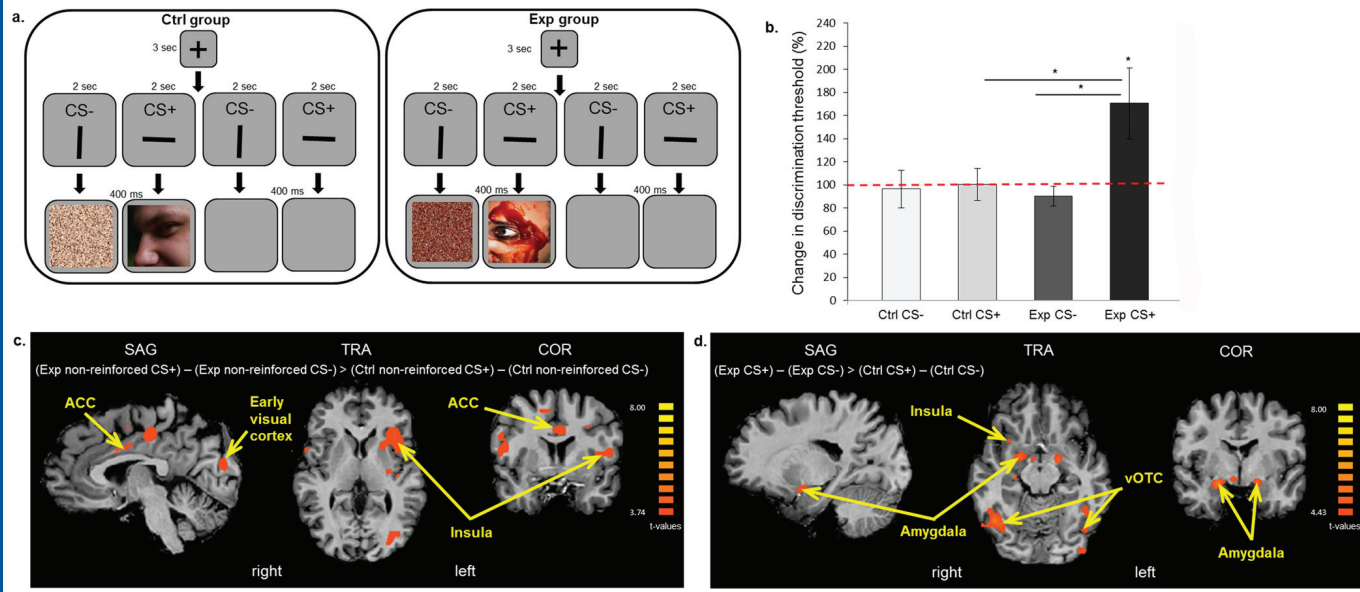 a.
Ctrl group
3 sec
2 sec 2 sec 2 sec 2 sec
CS- CS+ CS- CS+
400 ms 400 ms
Exp group
3 sec
2 sec 2 sec 2 sec 2 sec
CS- CS+ CS- CS+
400 ms 400 ms
b.
Change in discrimination threshold (%)
240
220
200
180
160
140
120
100
80
60
40
20
0
*
*
*
Ctrl CS- Ctrl CS+ Exp CS- Exp CS+
c.
SAG TRA COR
(Exp non-reinforced CS+) – (Exp non-reinforced CS-) > (Ctrl non-reinforced CS+) – (Ctrl non-reinforced CS-)
ACC
Early
visual
cortex
ACC
Insula
8.00
3.74
t-values
right left
d.
SAG TRA COR
(Exp CS+) – (Exp CS-) > (Ctrl CS+) – (Ctrl CS-)
Insula
vOTC
Amygdala
Amygdala
8.00
4.43
t-values
right left